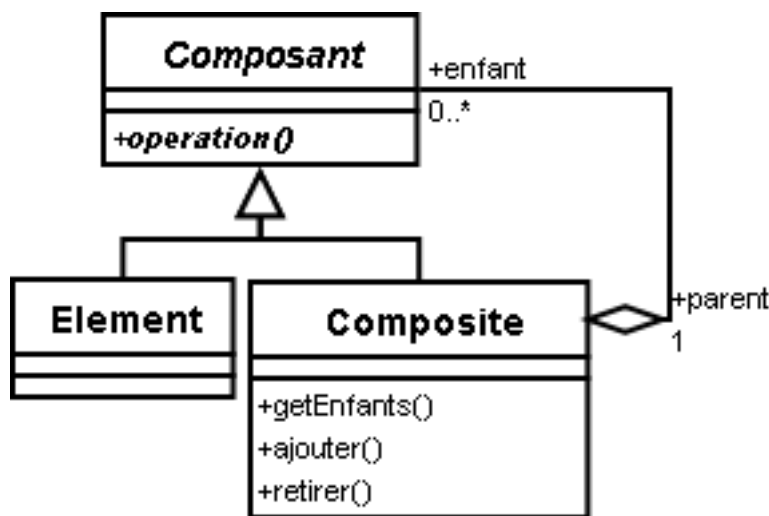 Composant
+enfant
0..*
+operation()
Element
Composite
+parent
1
+getEnfants()
+ajouter()
+retirer()